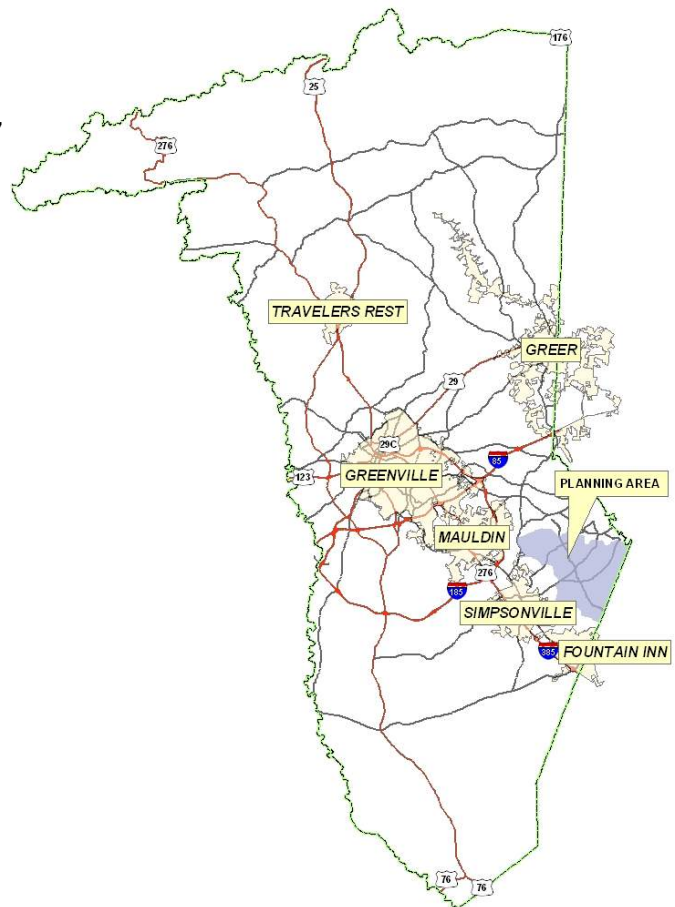 176
25
276
TRAVELERS REST
GREER
29
29C
85
123
GREENVILLE
PLANNING AREA
MAULDIN
276
185
SIMPSONVILLE
385
FOUNTAIN INN
76
76